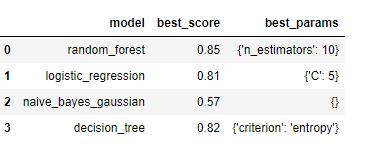 model best_score best_params
0 random_forest 0.85 {'n_estimators': 10}
1 logistic_regression 0.81 {'C': 5}
2 naive_bayes_gaussian 0.57 {}
3 decision_tree 0.82 {'criterion': 'entropy'}